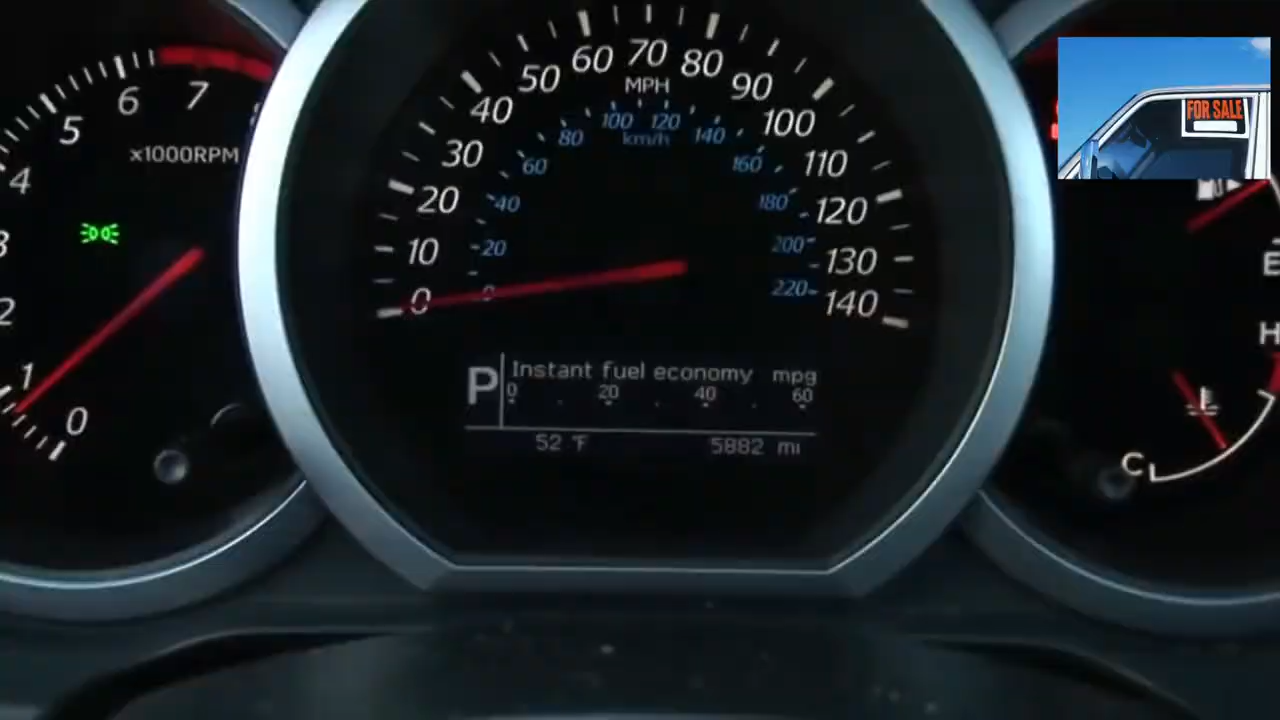 60 70 80
50 MPH 90
40 100
30 110
20 120
10 130
0 140
100 120
80 km/h 140
60 160
40 180
20 200
0 220
6 7
5
4
3
2
1
0
x1000RPM
P
Instant fuel economy mpg
0 20 40 60
52 °F 5882 mi
FOR SALE
E
H
C